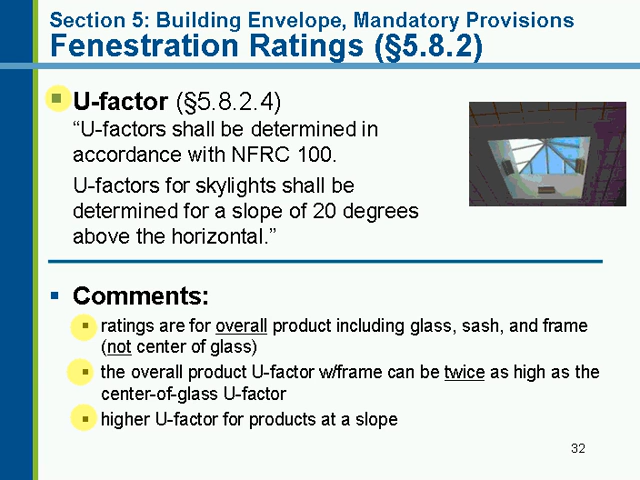 Section 5: Building Envelope, Mandatory Provisions
Fenestration Ratings (§5.8.2)
U-factor (§5.8.2.4)
“U-factors shall be determined in
accordance with NFRC 100.
U-factors for skylights shall be
determined for a slope of 20 degrees
above the horizontal.”
Comments:
ratings are for overall product including glass, sash, and frame
(not center of glass)
the overall product U-factor w/frame can be twice as high as the
center-of-glass U-factor
higher U-factor for products at a slope
32